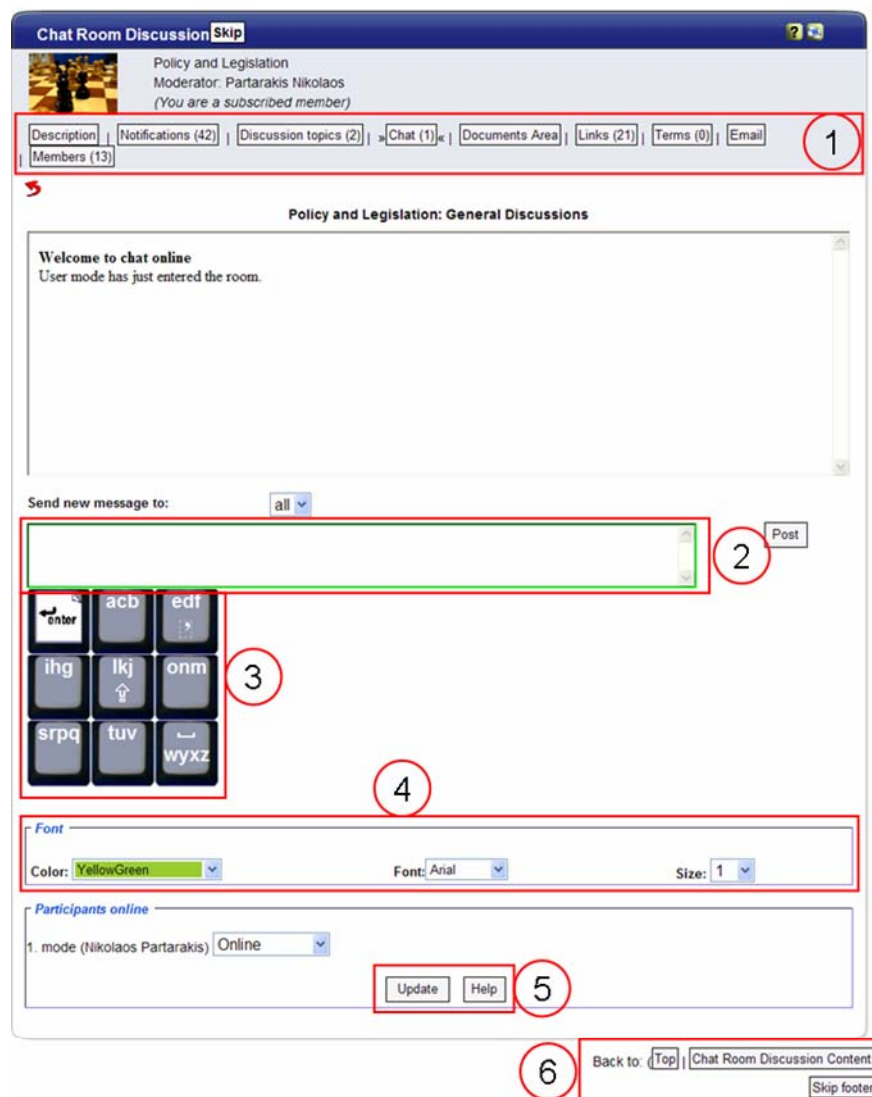 Chat Room Discussion Skip
Policy and Legislation
Moderator: Partarakis Nikolaos
(You are a subscribed member)
Description | Notifications (42) | Discussion topics (2) | »Chat (1)« | Documents Area | Links (21) | Terms (0) | Email
| Members (13)
1
Policy and Legislation: General Discussions
Welcome to chat online
User mode has just entered the room.
Send new message to: all
Post
2
enter acb edf
,
ihg lkj onm
3
srpq tuv wyxz
4
Font
Color: YellowGreen Font: Arial Size: 1
Participants online
1. mode (Nikolaos Partarakis) Online
Update Help
5
Back to: (Top | Chat Room Discussion Content
6
Skip footer